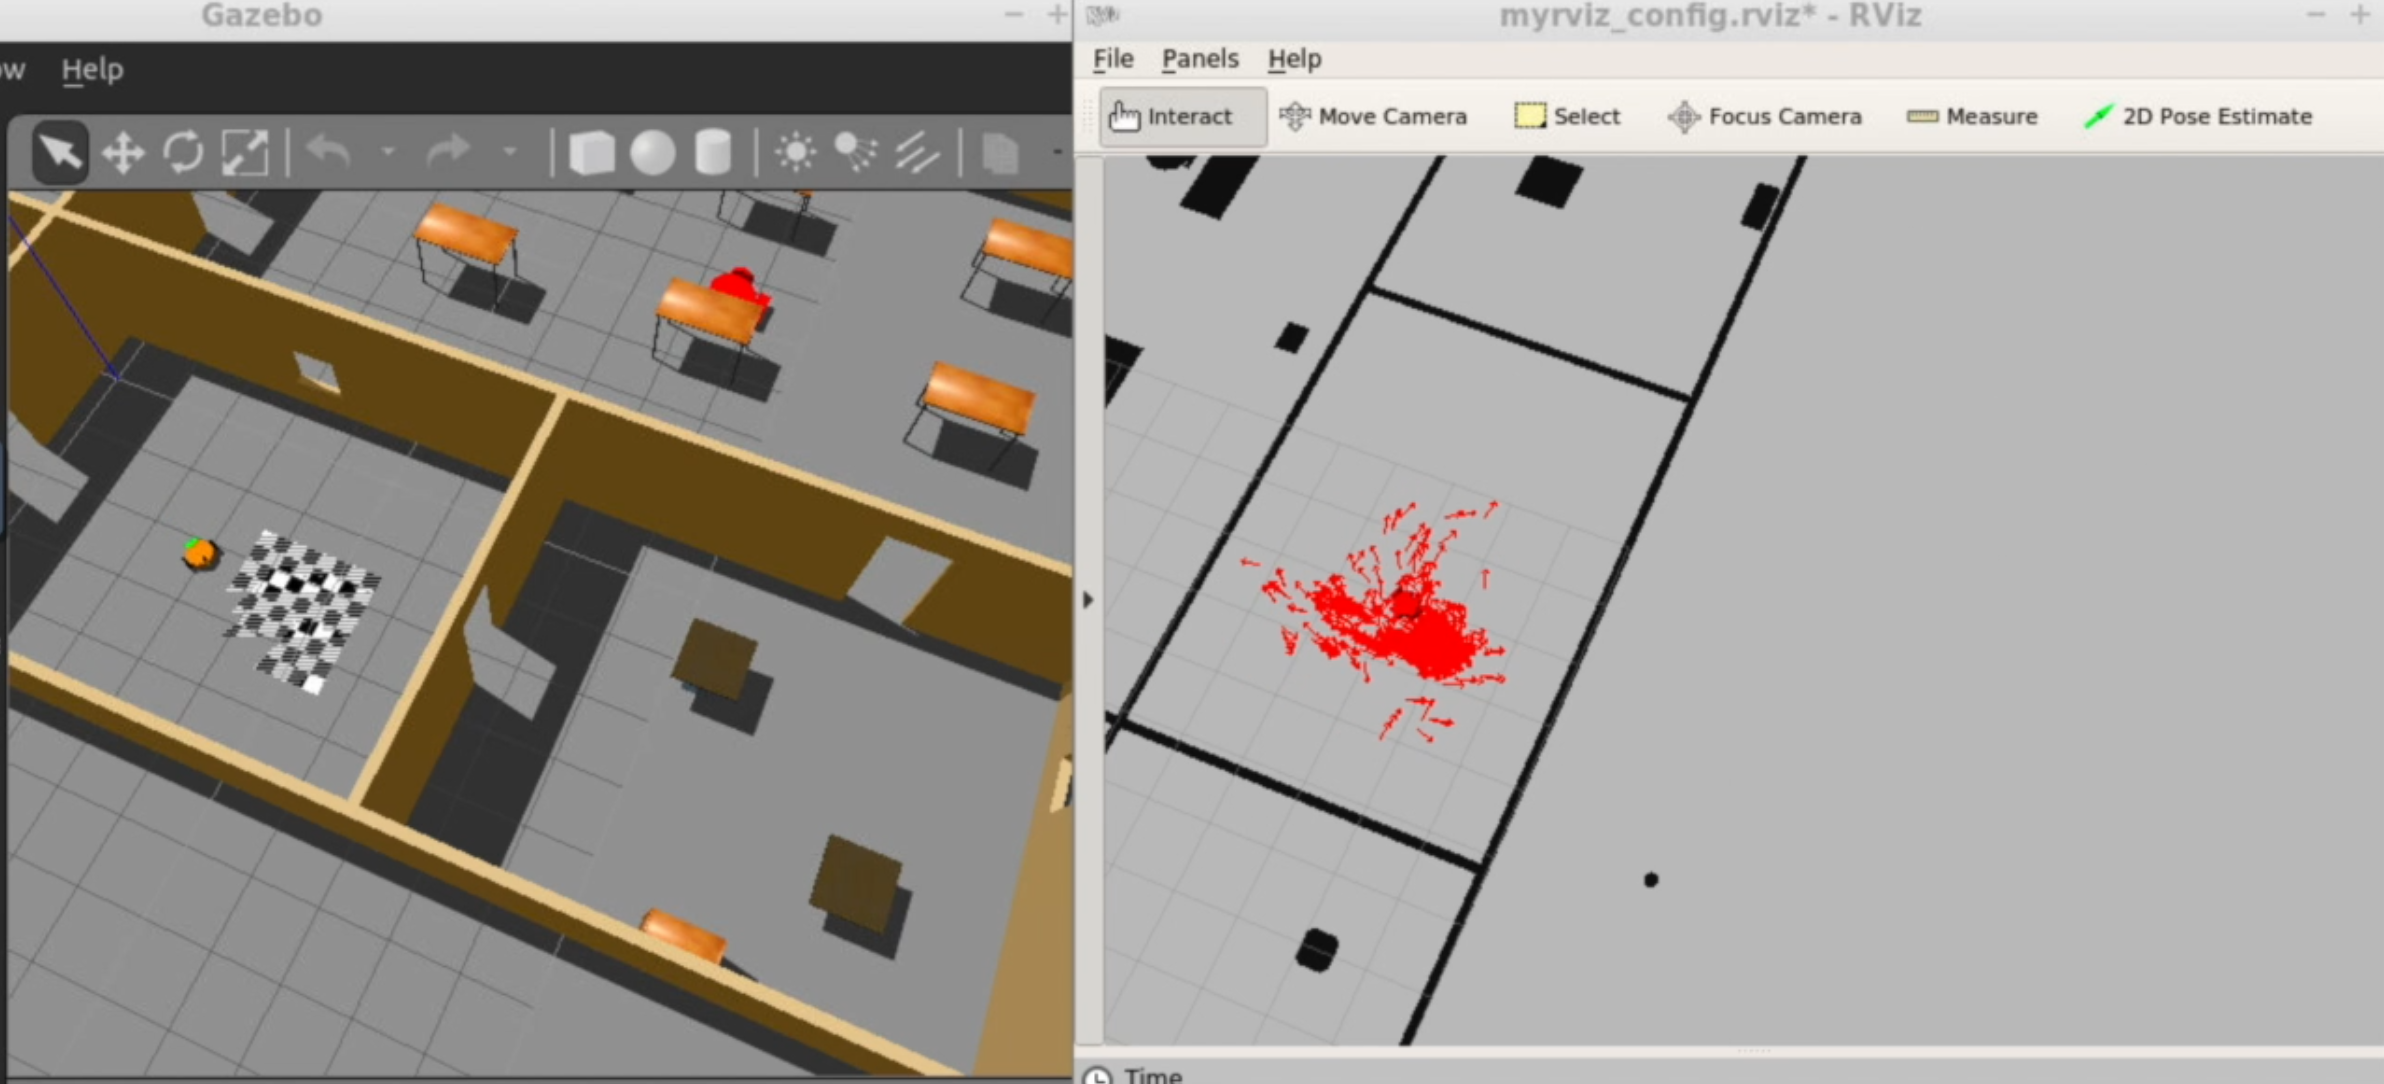 Gazebo
myrviz_config.rviz* - RViz
ow Help
File Panels Help
Interact Move Camera Select Focus Camera Measure 2D Pose Estimate
Time